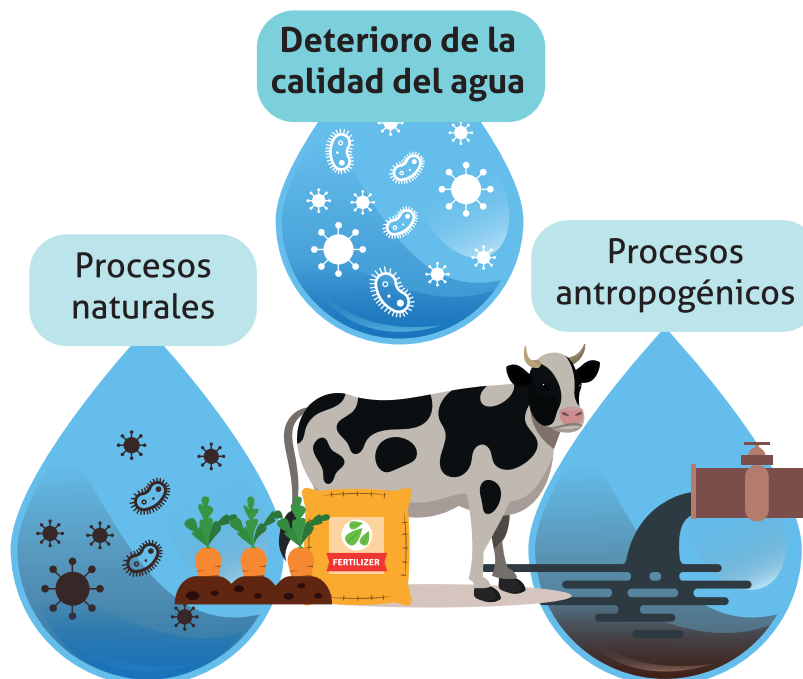 Deterioro de la
calidad del agua
Procesos
naturales
Procesos
antropogénicos
FERTILIZER